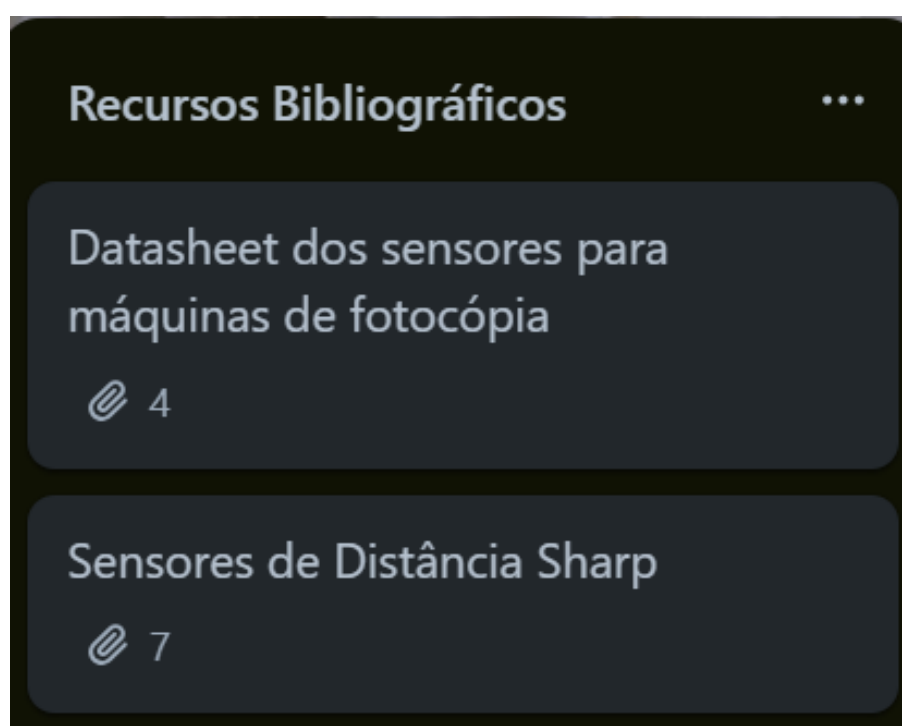 Recursos Bibliográficos
Datasheet dos sensores para
máquinas de fotocópia
4
Sensores de Distância Sharp
7